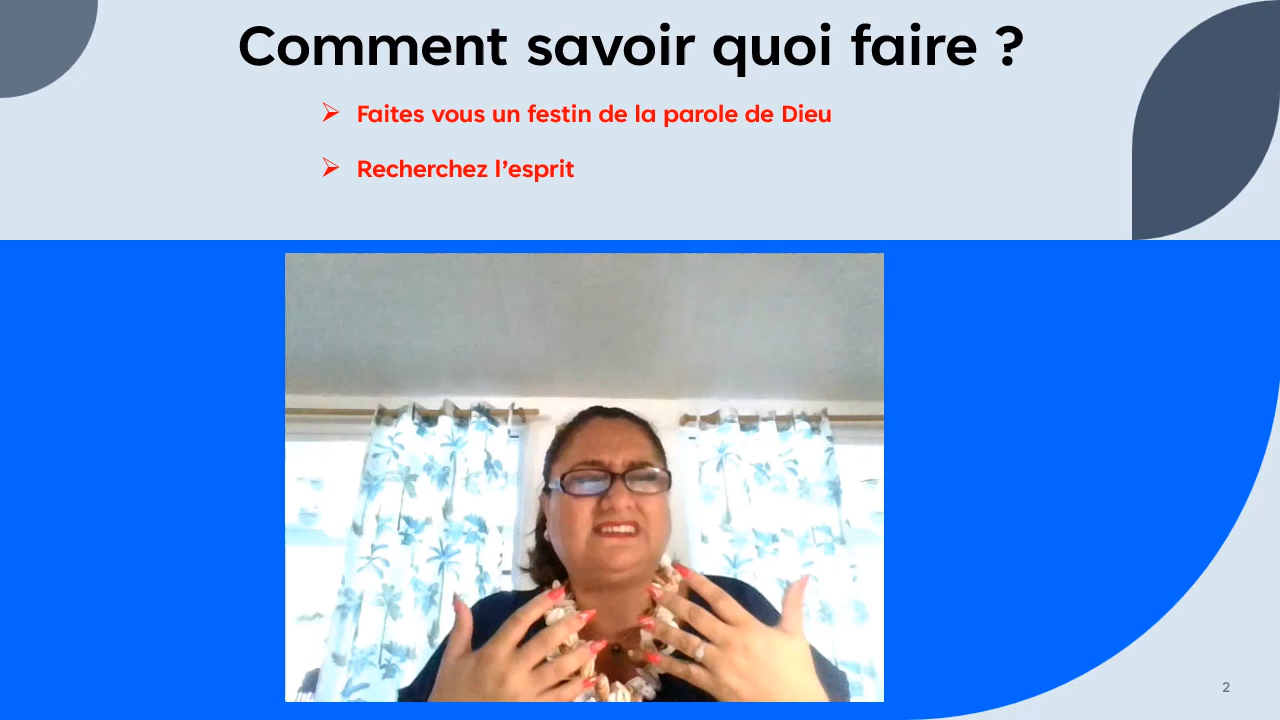 Comment savoir quoi faire ?
Faites vous un festin de la parole de Dieu
Recherchez l’esprit
2